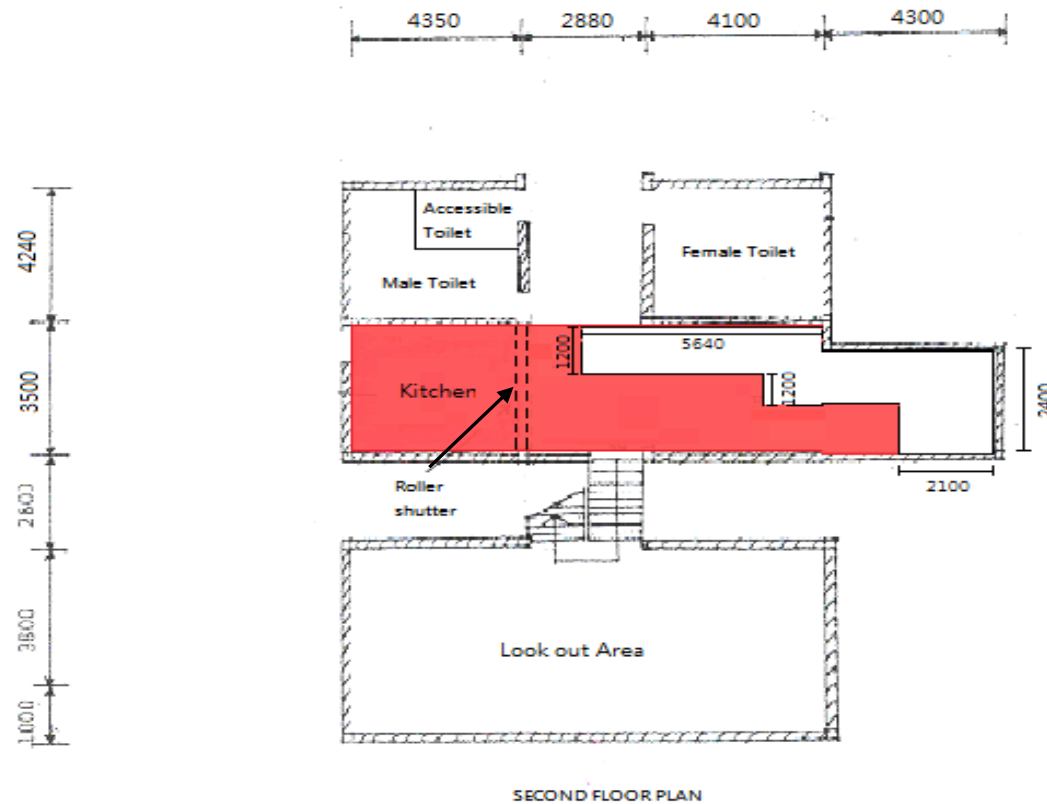 4350
2880
4100
4300
4240
Accessible
Toilet
Male Toilet
Female Toilet
3500
Kitchen
1200
5640
1200
2400
2100
Roller
shutter
2600
3800
Look out Area
1000
SECOND FLOOR PLAN